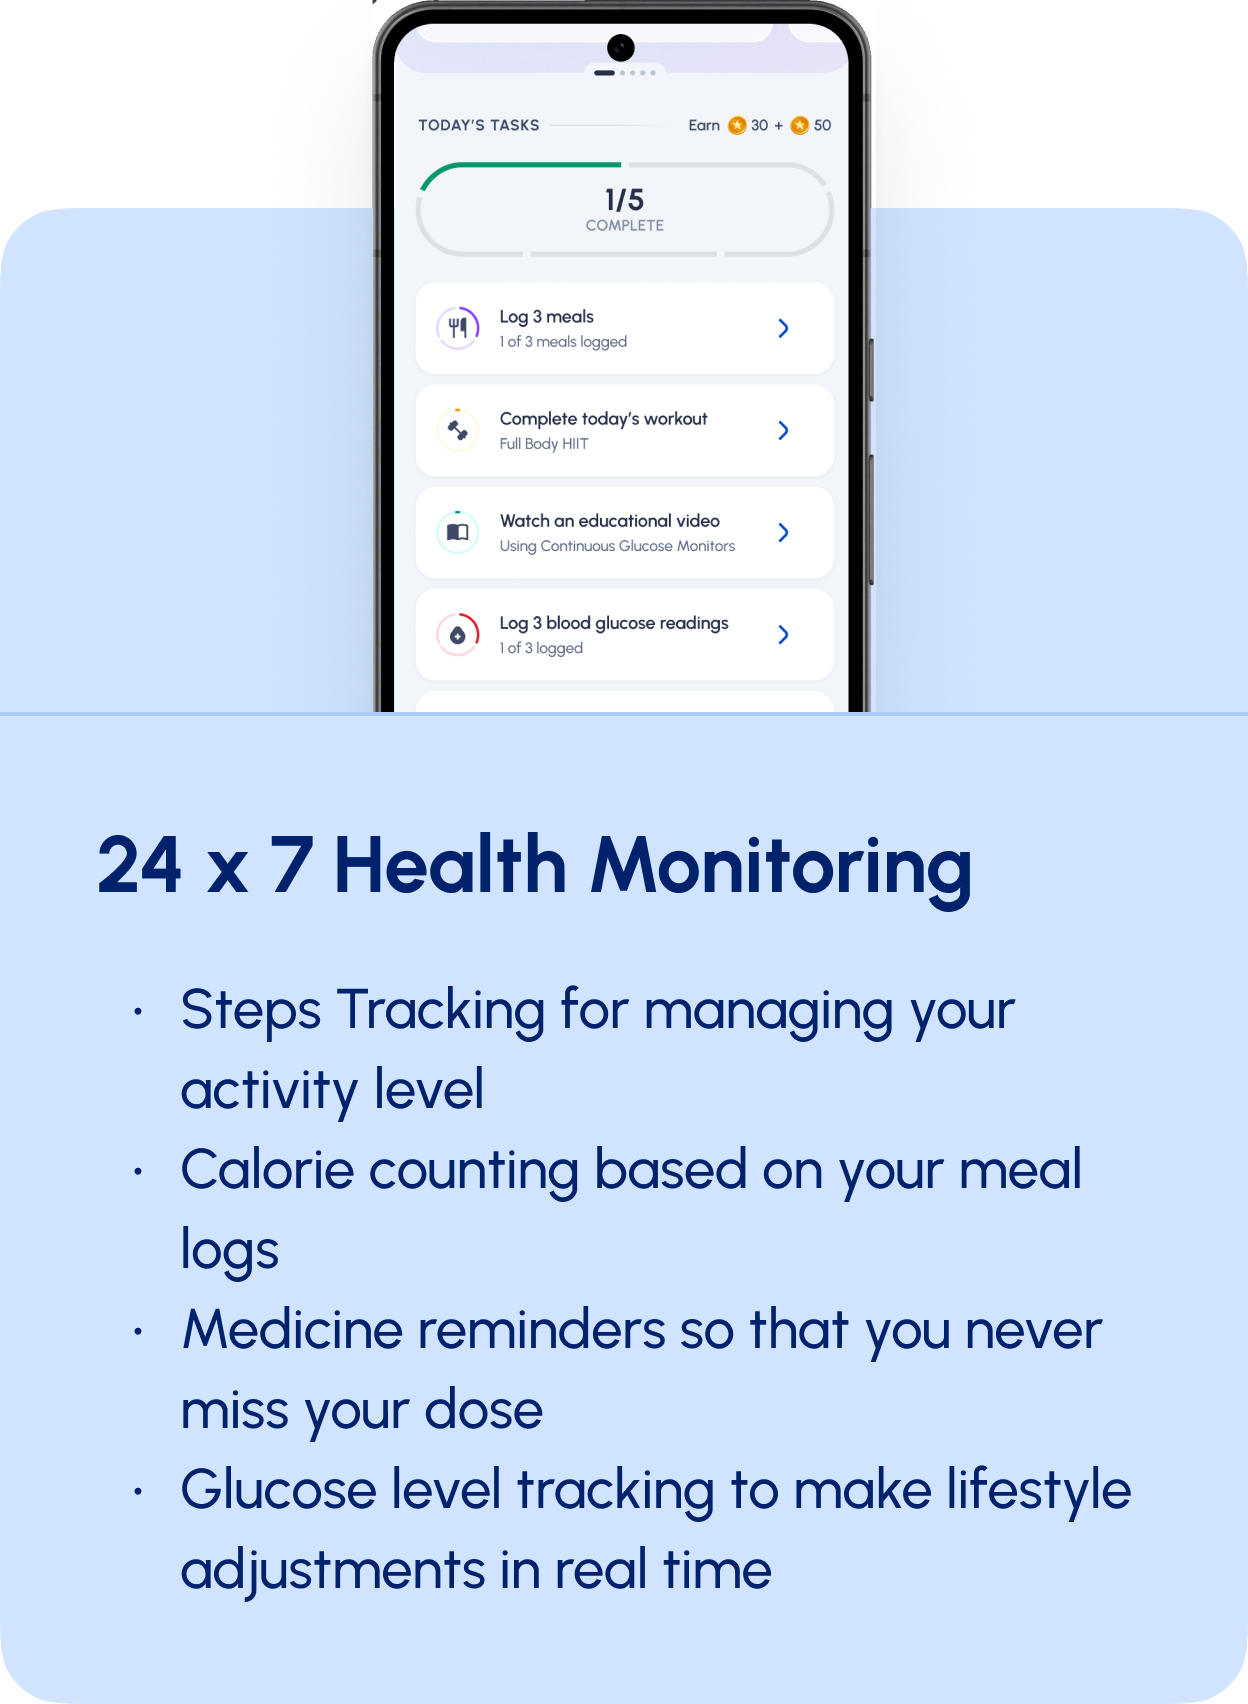 TODAY'S TASKS Earn 30 + 50
1/5
COMPLETE
Log 3 meals
1 of 3 meals logged
Complete today's workout
Full Body HIIT
Watch an educational video
Using Continuous Glucose Monitors
Log 3 blood glucose readings
1 of 3 logged
24 x 7 Health Monitoring
· Steps Tracking for managing your
activity level
· Calorie counting based on your meal
logs
· Medicine reminders so that you never
miss your dose
· Glucose level tracking to make lifestyle
adjustments in real time